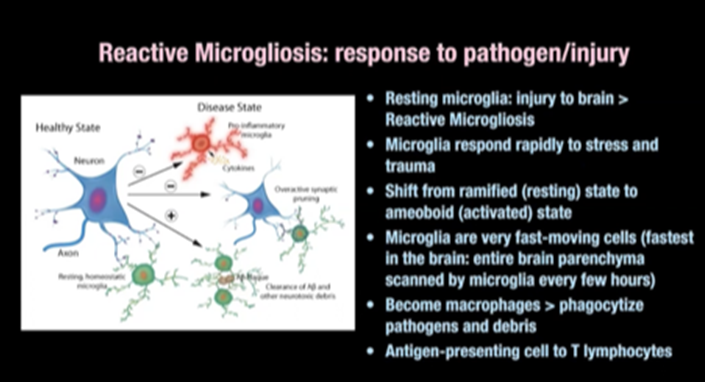 Reactive Microgliosis: response to pathogen/injury
Healthy State
Disease State
Pro-inflammatory
microglia
Neuron
Cytokines
Overactive synaptic
pruning
Axon
Resting, homeostatic
microglia
Aβ Plaque
Clearance of Aβ and
other neurotoxic debris
• Resting microglia: injury to brain >
Reactive Microgliosis
• Microglia respond rapidly to stress and
trauma
• Shift from ramified (resting) state to
ameoboid (activated) state
• Microglia are very fast-moving cells (fastest
in the brain: entire brain parenchyma
scanned by microglia every few hours)
• Become macrophages > phagocytize
pathogens and debris
• Antigen-presenting cell to T lymphocytes